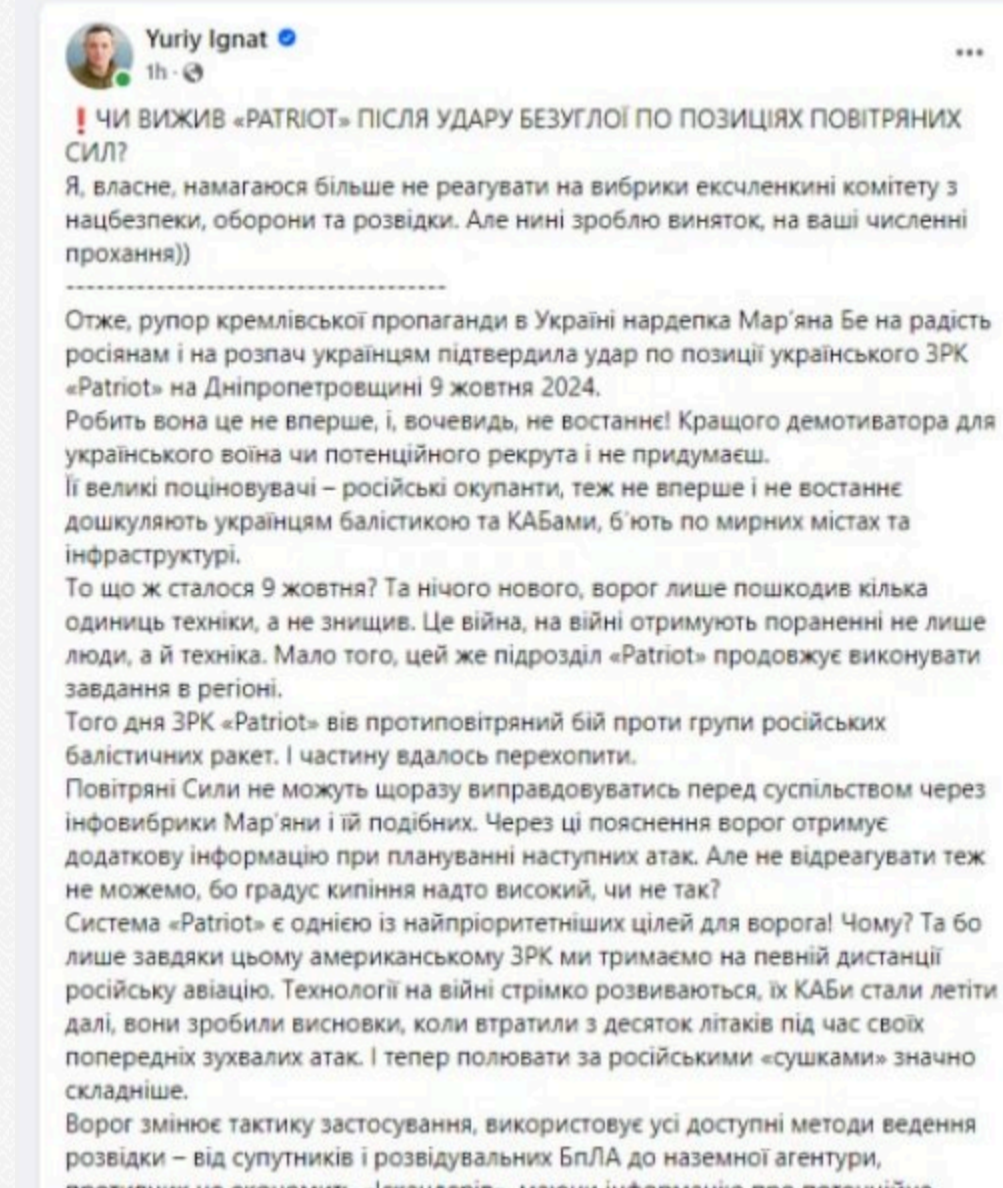 Yuriy Ignat
1h
❗ЧИ ВИЖИВ «PATRIOT» ПІСЛЯ УДАРУ БЕЗУГЛОЇ ПО ПОЗИЦІЯХ ПОВІТРЯНИХ
СИЛ?
Я, власне, намагаюся більше не реагувати на вибрики ексчленкині комітету з
нацбезпеки, оборони та розвідки. Але нині зроблю виняток, на ваші численні
прохання))
--------------------------------------
Отже, рупор кремлівської пропаганди в Україні нардепка Мар'яна Бе на радість
росіянам і на розпач українцям підтвердила удар по позиції українського ЗРК
«Patriot» на Дніпропетровщині 9 жовтня 2024.
Робить вона це не вперше, і, вочевидь, не востаннє! Кращого демотиватора для
українського воїна чи потенційного рекрута і не придумаєш.
Її великі поціновувачі – російські окупанти, теж не вперше і не востаннє
дошкуляють українцям балістикою та КАБами, б'ють по мирних містах та
інфраструктурі.
То що ж сталося 9 жовтня? Та нічого нового, ворог лише пошкодив кілька
одиниць техніки, а не знищив. Це війна, на війні отримують пораненні не лише
люди, а й техніка. Мало того, цей же підрозділ «Patriot» продовжує виконувати
завдання в регіоні.
Того дня ЗРК «Patriot» вів протиповітряний бій проти групи російських
балістичних ракет. І частину вдалось перехопити.
Повітряні Сили не можуть щоразу виправдовуватись перед суспільством через
інфовибрики Мар'яни і їй подібних. Через ці пояснення ворог отримує
додаткову інформацію при плануванні наступних атак. Але не відреагувати теж
не можемо, бо градус кипіння надто високий, чи не так?
Система «Patriot» є однією із найпріоритетніших цілей для ворога! Чому? Та бо
лише завдяки цьому американському ЗРК ми тримаємо на певній дистанції
російську авіацію. Технології на війні стрімко розвиваються, їх КАБи стали летіти
далі, вони зробили висновки, коли втратили з десяток літаків під час своїх
попередніх зухвалих атак. І тепер полювати за російськими «сушками» значно
складніше.
Ворог змінює тактику застосування, використовує усі доступні методи ведення
розвідки – від супутників і розвідувальних БпЛА до наземної агентури,